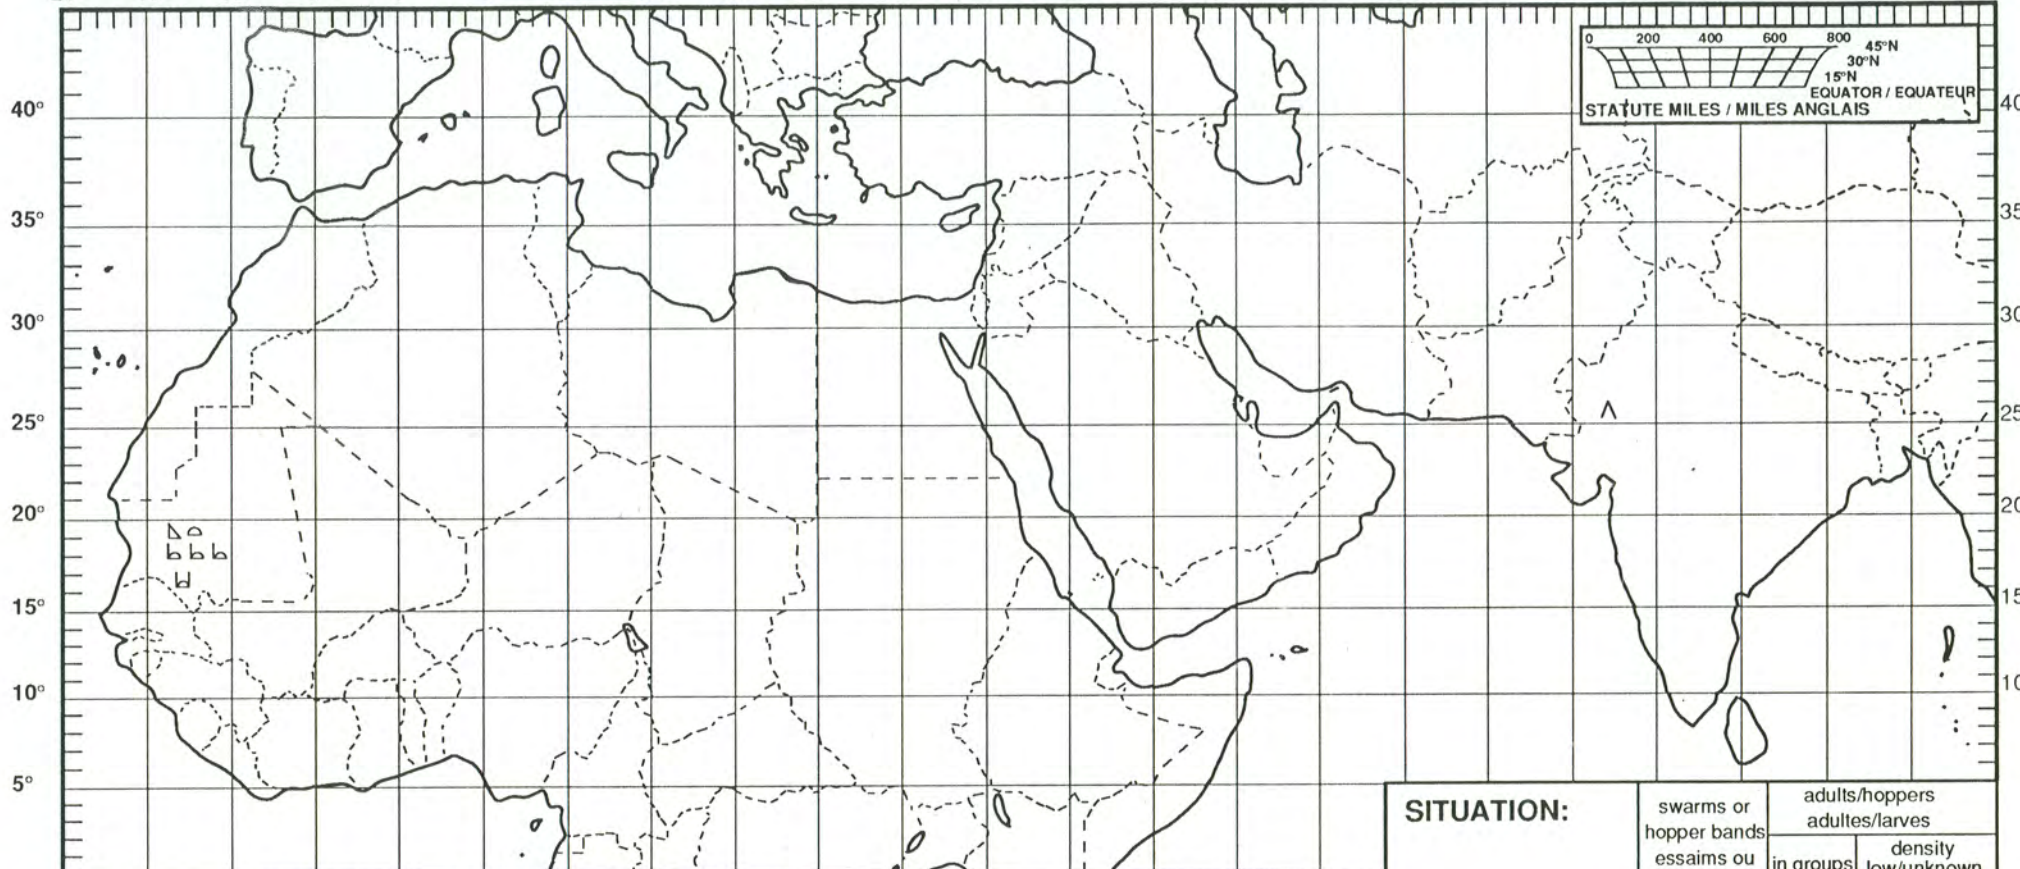 0 200 400 600 800
45°N
30°N
15°N
EQUATOR / EQUATEUR
STATUTE MILES / MILES ANGLAIS
40° 40
35° 35
30° 30
25° 25
20° 20
15° 15
10° 10
5°
SITUATION:
swarms or
hopper bands
essaims ou
adults/hoppers
adultes/larves
in groups
density
low/unknown